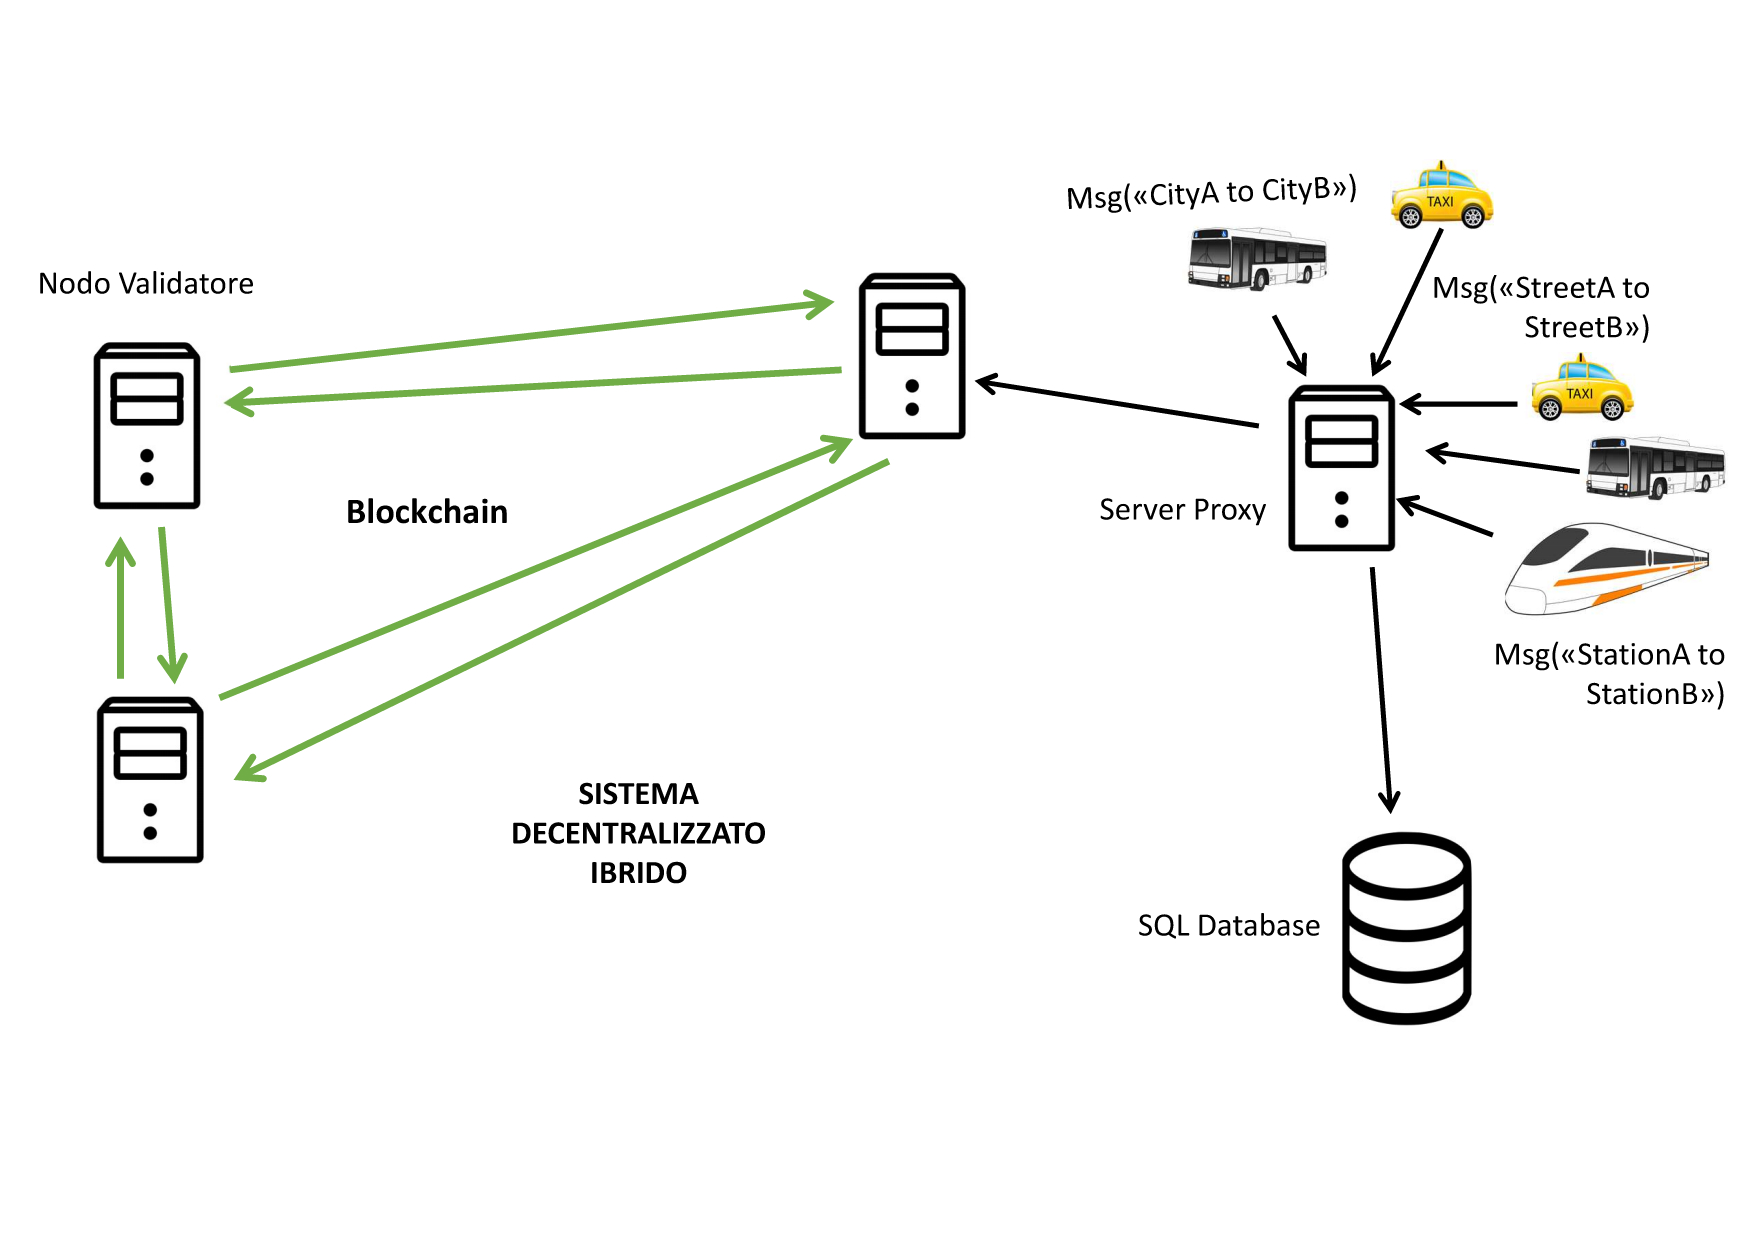 Msg(«CityA to CityB»)
TAXI
Nodo Validatore
Msg(«StreetA to
StreetB»)
TAXI
Blockchain
Server Proxy
Msg(«StationA to
StationB»)
SISTEMA
DECENTRALIZZATO
IBRIDO
SQL Database